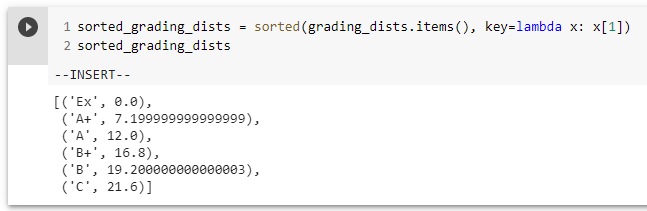 1 sorted_grading_dists = sorted(grading_dists.items(), key=lambda x: x[1])
2 sorted_grading_dists
--INSERT--
[('Ex', 0.0),
('A+', 7.199999999999999),
('A', 12.0),
('B+', 16.8),
('B', 19.200000000000003),
('C', 21.6)]